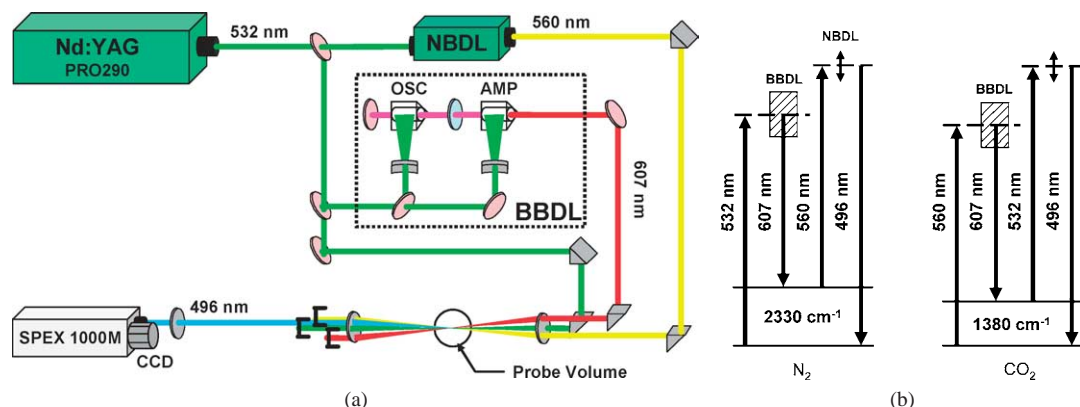 Nd:YAG
PRO290
532 nm
NBDL
560 nm
OSC
AMP
BBDL
607 nm
SPEX 1000M
CCD
496 nm
Probe Volume
(a)
NBDL
BBDL
532 nm
607 nm
560 nm
496 nm
2330 cm⁻¹
N₂
NBDL
BBDL
560 nm
607 nm
532 nm
496 nm
1380 cm⁻¹
CO₂
(b)